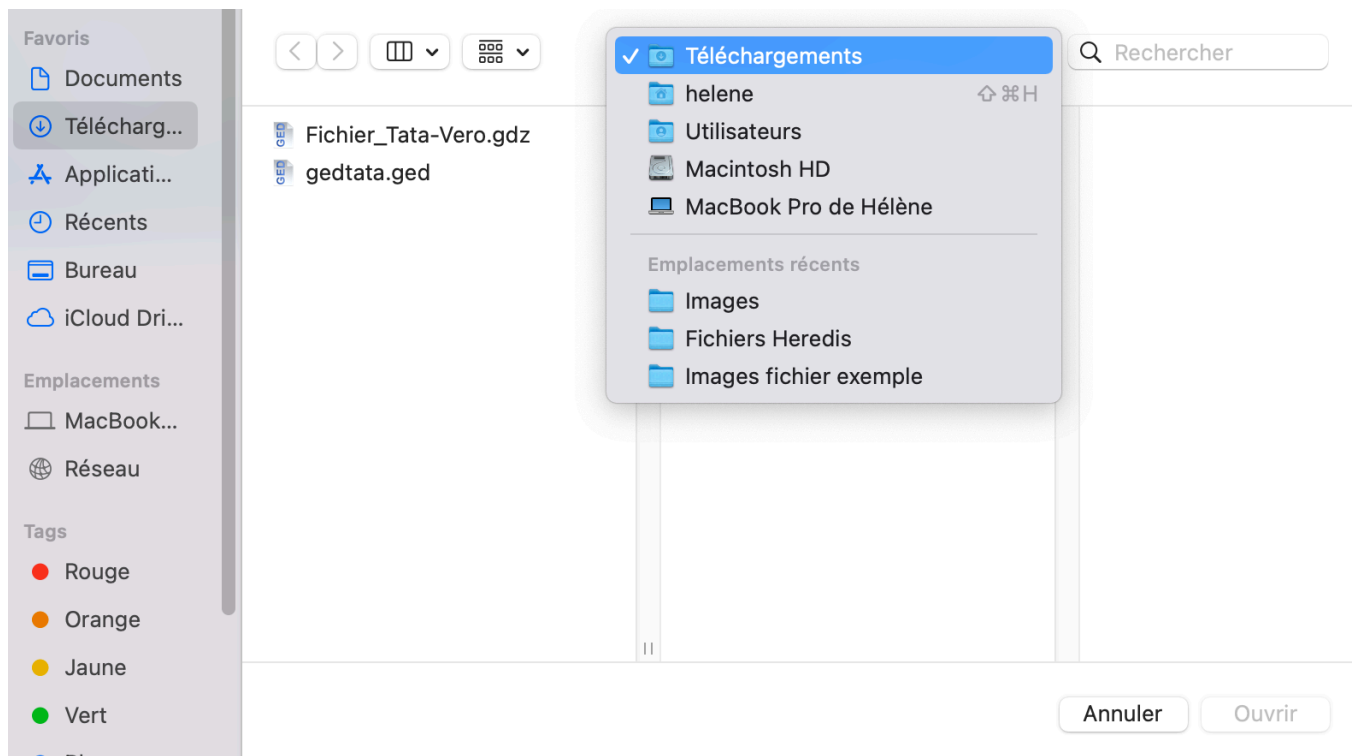 Favoris
Documents
Télécharg...
Applicati...
Récents
Bureau
iCloud Dri...
Emplacements
MacBook...
Réseau
Tags
Rouge
Orange
Jaune
Vert
GED Fichier_Tata-Vero.gdz
GED gedtata.ged
✓ Téléchargements
helene ⇧⌘H
Utilisateurs
Macintosh HD
MacBook Pro de Hélène
Emplacements récents
Images
Fichiers Heredis
Images fichier exemple
Rechercher
Annuler
Ouvrir